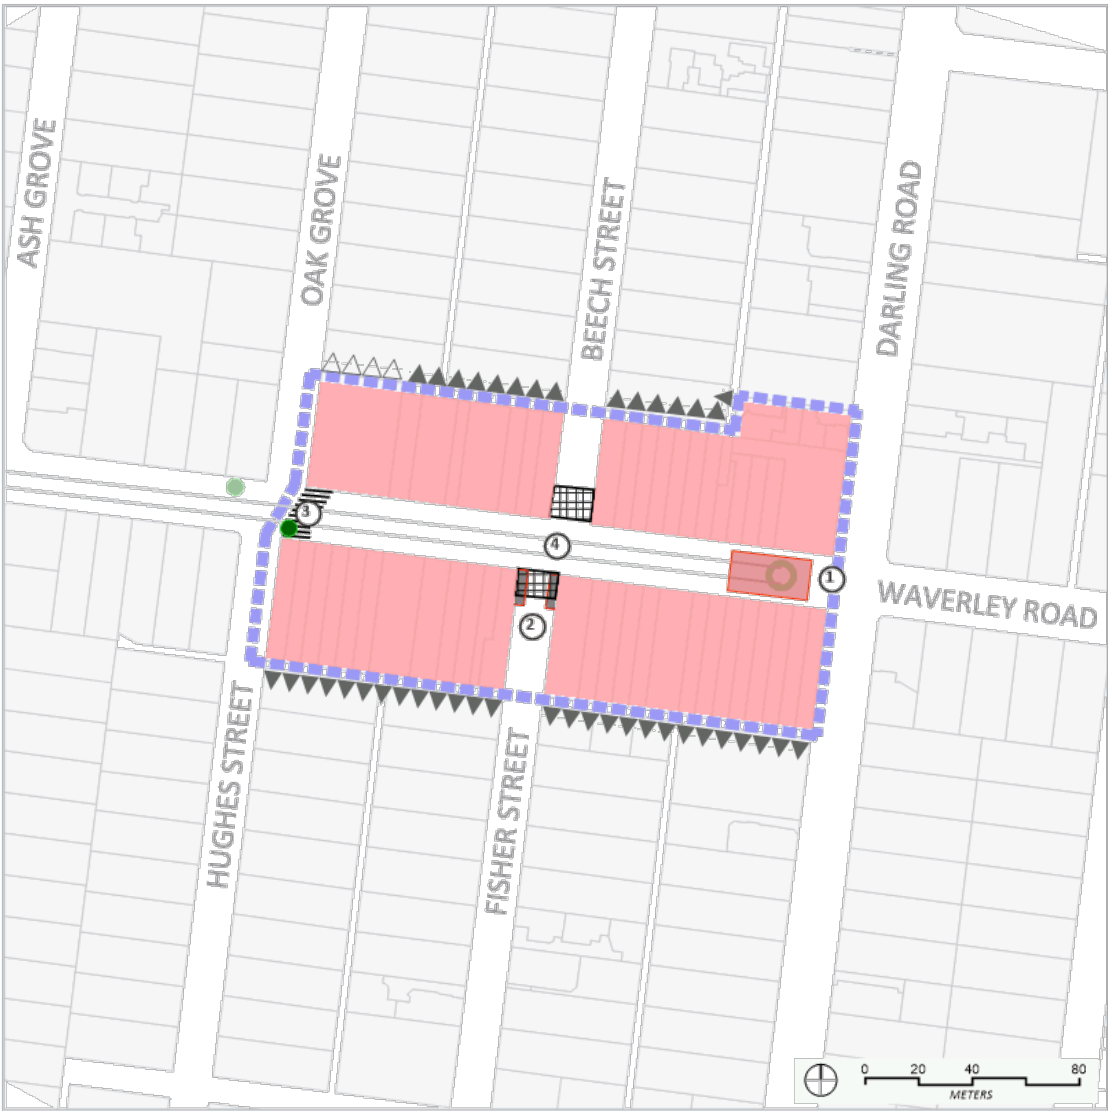 ASH GROVE
OAK GROVE
BEECH STREET
DARLING ROAD
3
4
1
WAVERLEY ROAD
2
HUGHES STREET
FISHER STREET
0 20 40 80
METERS